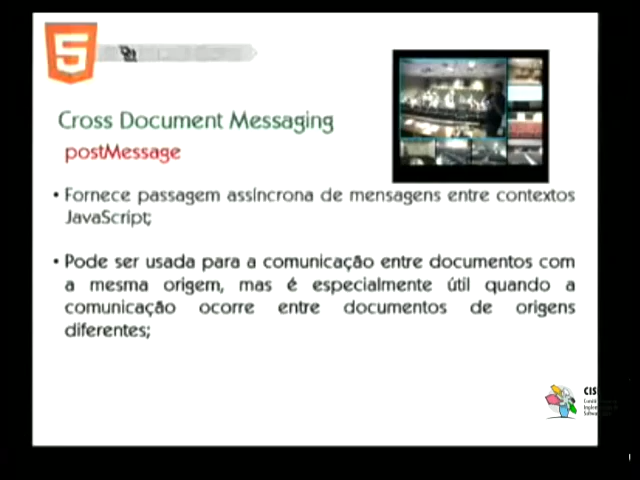 5
Cross Document Messaging
postMessage
• Fornece passagem assíncrona de mensagens entre contextos
JavaScript;
• Pode ser usada para a comunicação entre documentos com
a mesma origem, mas é especialmente útil quando a
comunicação ocorre entre documentos de origens
diferentes;
CIS